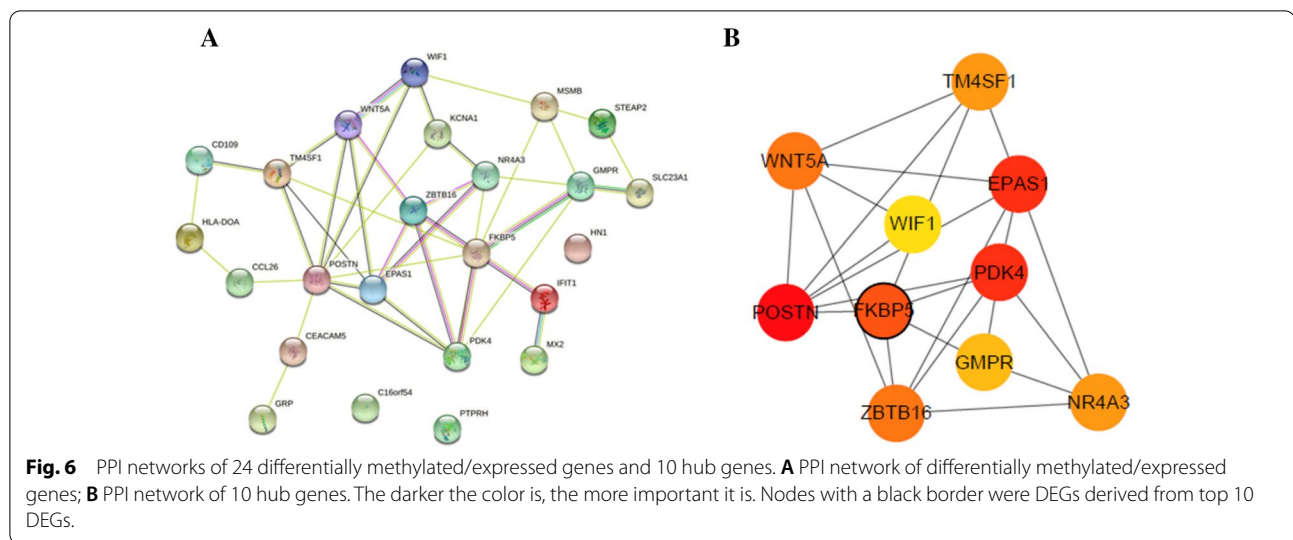 A
B
WIF1
MSMB
STEAP2
WNT5A
KCNA1
CD109
TM4SF1
NR4A3
GMPR
SLC23A1
ZBTB16
HLA-DOA
FKBP5
HN1
CCL26
POSTN
EPAS1
IFIT1
CEACAM5
PDK4
MX2
C16orf54
GRP
PTPRH
TM4SF1
WNT5A
EPAS1
WIF1
PDK4
POSTN
FKBP5
GMPR
ZBTB16
NR4A3
Fig. 6 PPI networks of 24 differentially methylated/expressed genes and 10 hub genes. A PPI network of differentially methylated/expressed
genes; B PPI network of 10 hub genes. The darker the color is, the more important it is. Nodes with a black border were DEGs derived from top 10
DEGs.